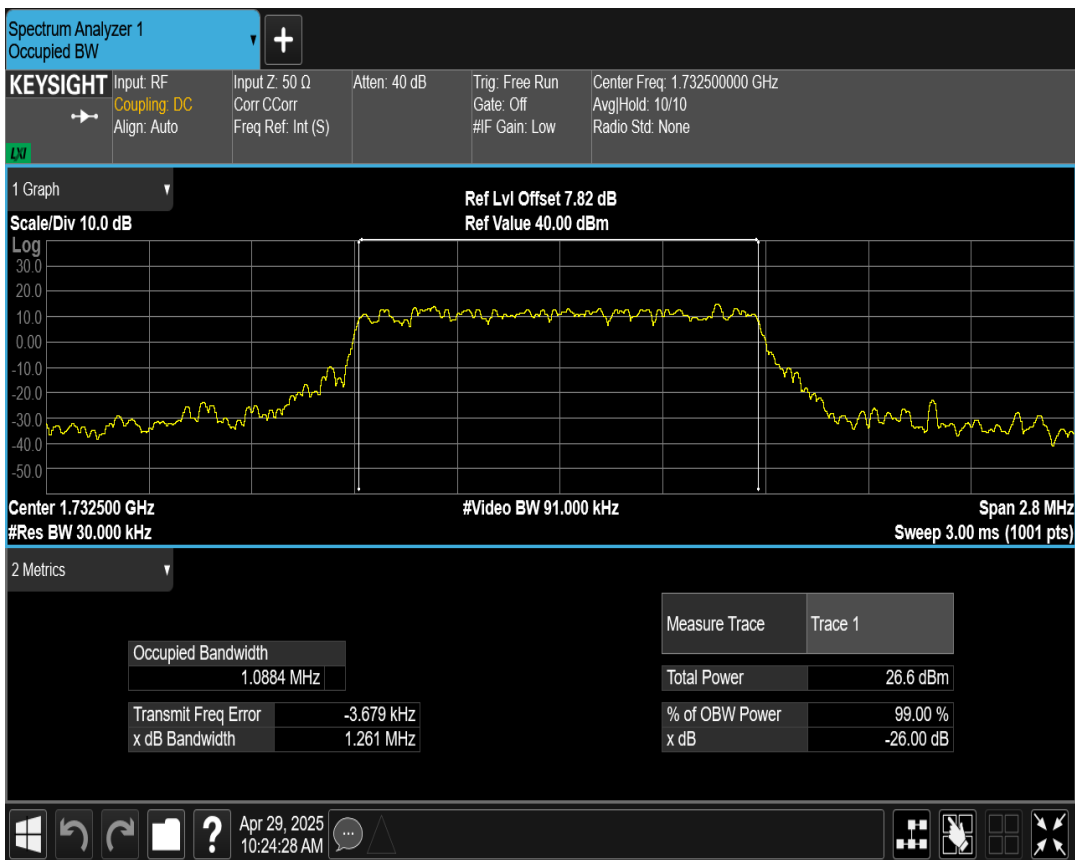 Spectrum Analyzer 1
Occupied BW
KEYSIGHT
LXI
Input: RF
Coupling: DC
Align: Auto
Input Z: 50 Ω
Corr CCorr
Freq Ref: Int (S)
Atten: 40 dB
Trig: Free Run
Gate: Off
#IF Gain: Low
Center Freq: 1.732500000 GHz
Avg|Hold: 10/10
Radio Std: None
1 Graph
Ref Lvl Offset 7.82 dB
Scale/Div 10.0 dB
Ref Value 40.00 dBm
Log
30.0
20.0
10.0
0.00
-10.0
-20.0
-30.0
-40.0
-50.0
Center 1.732500 GHz
#Video BW 91.000 kHz
Span 2.8 MHz
#Res BW 30.000 kHz
Sweep 3.00 ms (1001 pts)
2 Metrics
Occupied Bandwidth
1.0884 MHz
Transmit Freq Error -3.679 kHz
x dB Bandwidth 1.261 MHz
Measure Trace Trace 1
Total Power 26.6 dBm
% of OBW Power 99.00 %
x dB -26.00 dB
Apr 29, 2025
10:24:28 AM